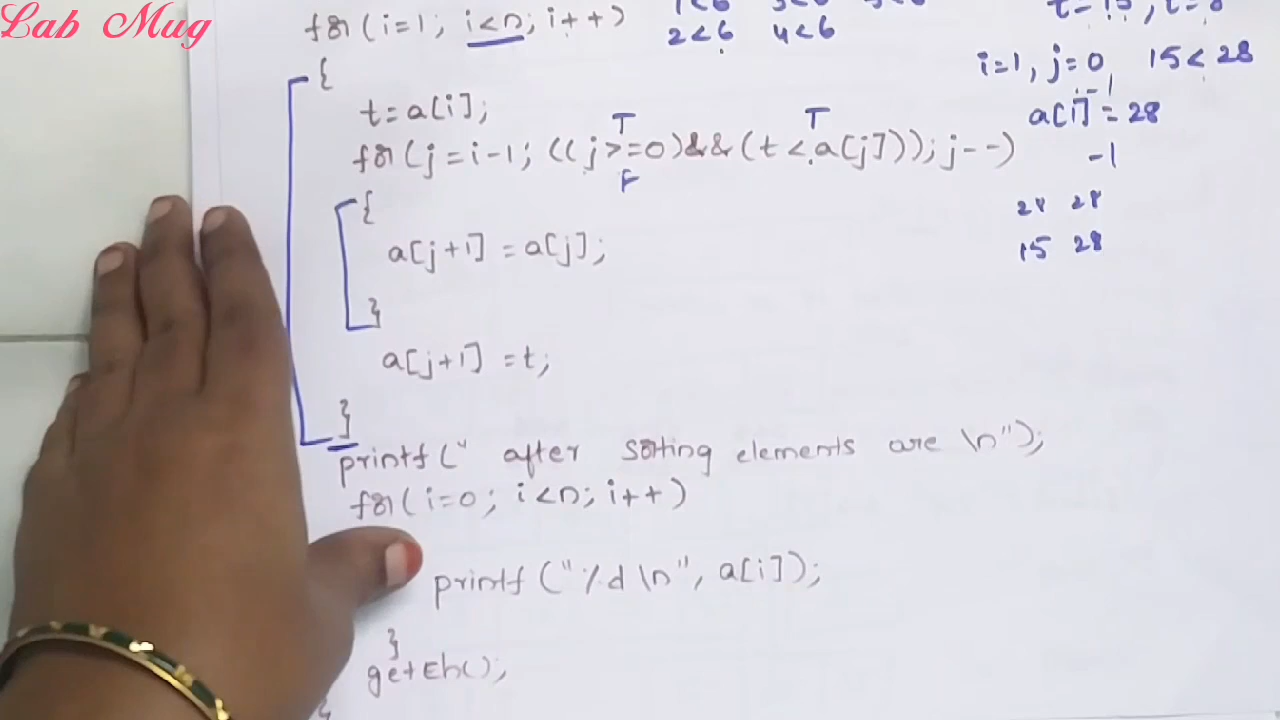 Lab Mug
for(i=1; i<n; i++)
2<6 4<6
i=1, j=0, 15<28
{
t=a[i];
a[i]=28
T T
for(j=i-1; ((j>=0)&&(t<a[j])); j--)
-1
F
{
28 28
a[j+1] = a[j];
15 28
}
a[j+1] = t;
}
printf(" after sorting elements are \n");
for(i=0; i<n; i++)
printf("%d\n", a[i]);
}
getch();
}